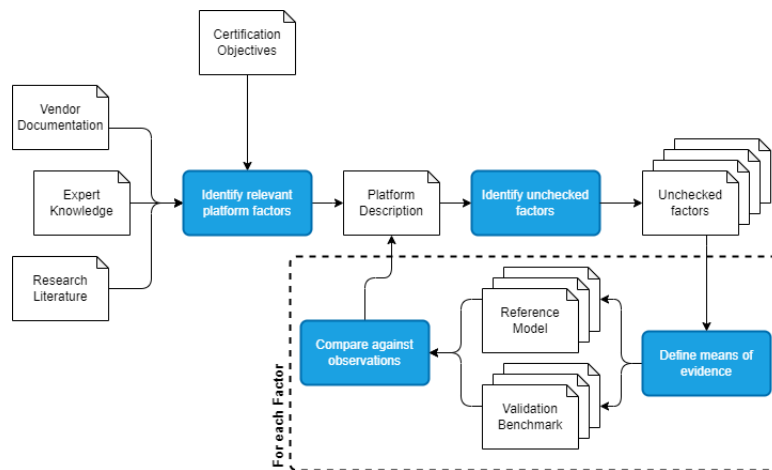 Certification
Objectives
Vendor
Documentation
Expert
Knowledge
Research
Literature
Identify relevant
platform factors
Platform
Description
Identify unchecked
factors
Unchecked
factors
For each Factor
Compare against
observations
Reference
Model
Validation
Benchmark
Define means of
evidence